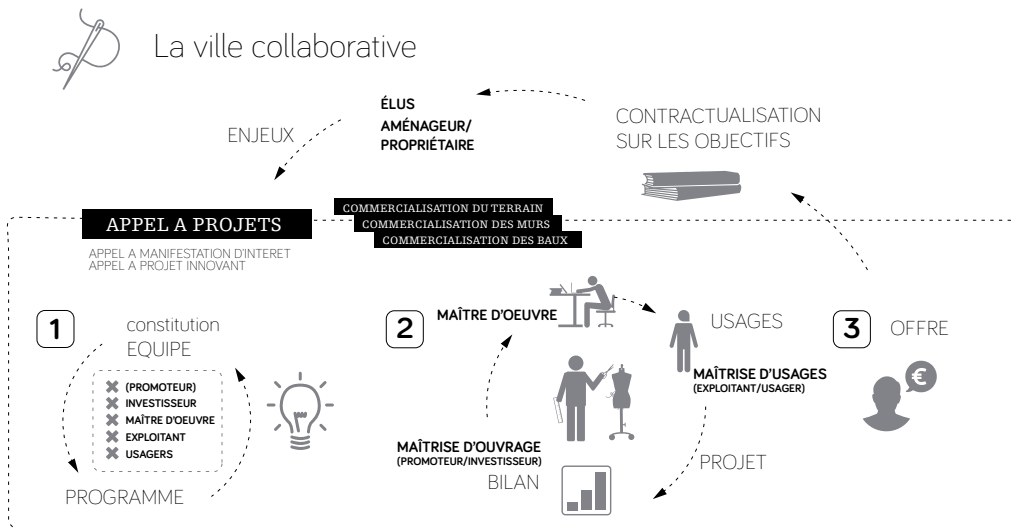 La ville collaborative
ÉLUS
AMÉNAGEUR/
PROPRIÉTAIRE
CONTRACTUALISATION
SUR LES OBJECTIFS
ENJEUX
APPEL A PROJETS
COMMERCIALISATION DU TERRAIN
COMMERCIALISATION DES MURS
COMMERCIALISATION DES BAUX
APPEL A MANIFESTATION D'INTERET
APPEL A PROJET INNOVANT
1
constitution
EQUIPE
(PROMOTEUR)
INVESTISSEUR
MAÎTRE D'OEUVRE
EXPLOITANT
USAGERS
PROGRAMME
2
MAÎTRE D'OEUVRE
USAGES
MAÎTRISE D'USAGES
(EXPLOITANT/USAGER)
MAÎTRISE D'OUVRAGE
(PROMOTEUR/INVESTISSEUR)
BILAN
PROJET
3
OFFRE
€